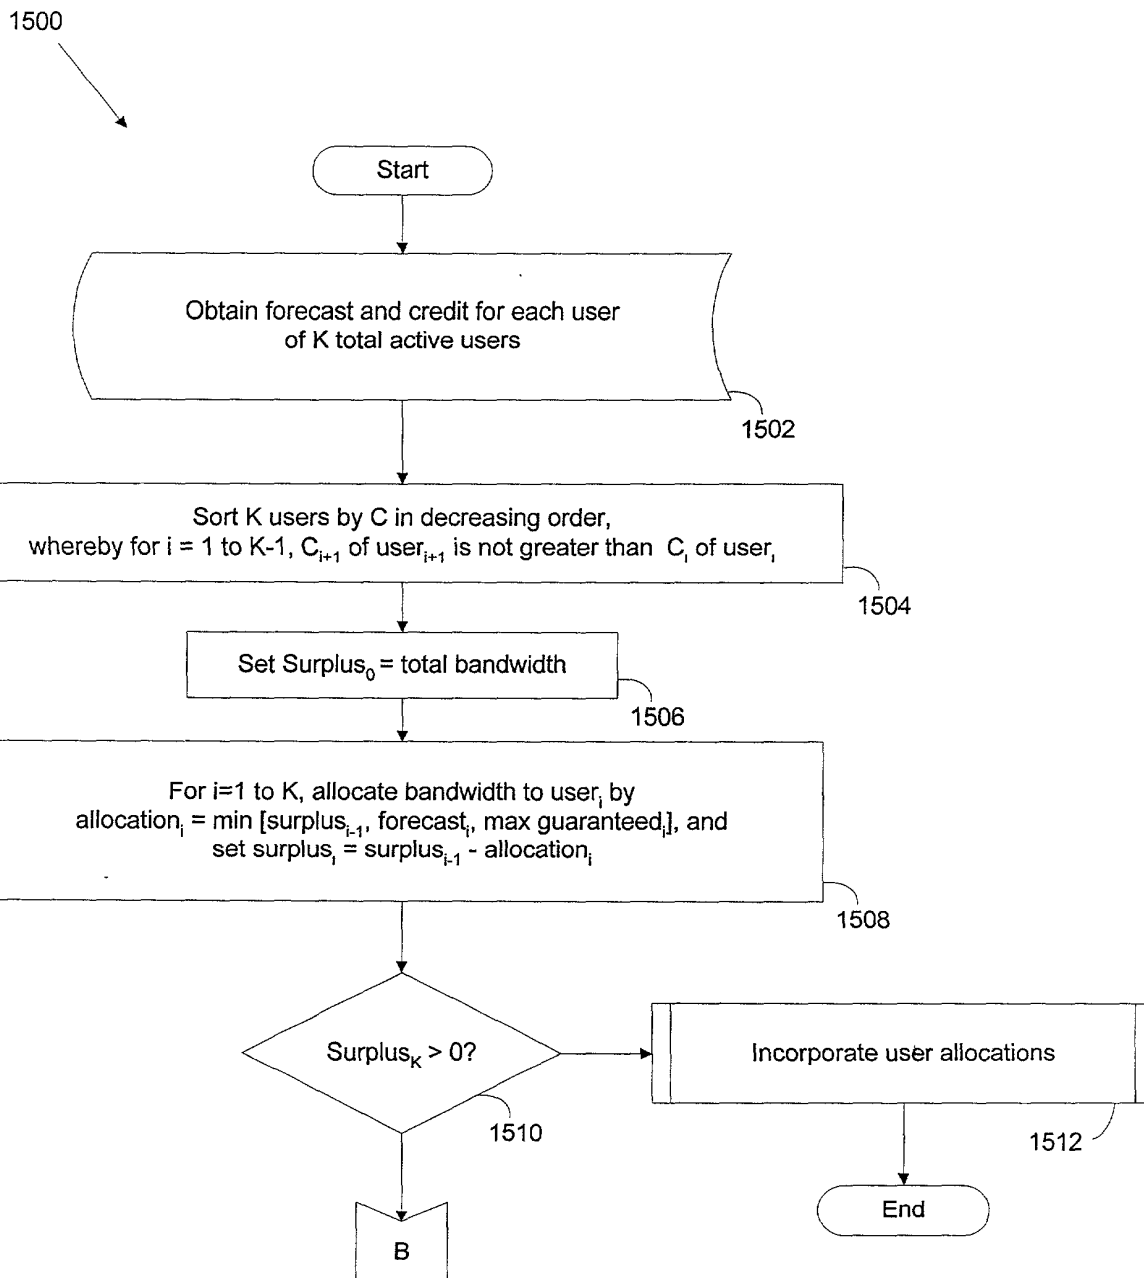 1500
Start
Obtain forecast and credit for each user
of K total active users
1502
Sort K users by C in decreasing order,
whereby for i = 1 to K-1, Cᵢ₊₁ of userᵢ₊₁ is not greater than Cᵢ of userᵢ
1504
Set Surplus₀ = total bandwidth
1506
For i=1 to K, allocate bandwidth to userᵢ by
allocationᵢ = min [surplusᵢ₋₁, forecastᵢ, max guaranteedᵢ], and
set surplusᵢ = surplusᵢ₋₁ - allocationᵢ
1508
Surplus_K > 0?
1510
Incorporate user allocations
1512
End
B